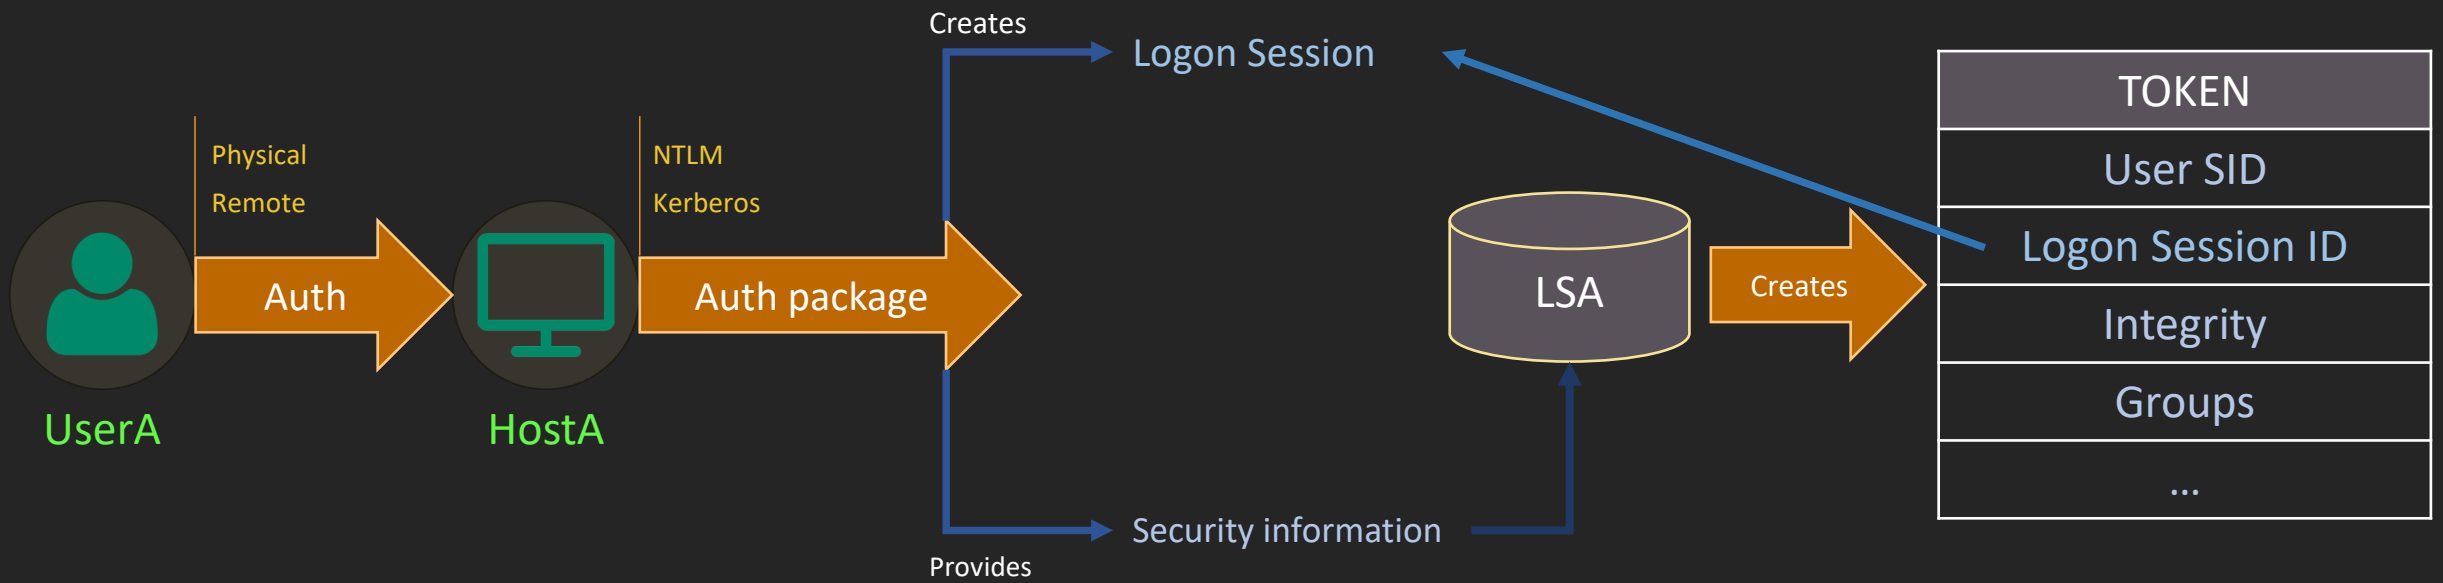 Creates
Logon Session
Physical
Remote
NTLM
Kerberos
Auth
Auth package
UserA
HostA
Security information
Provides
LSA
Creates
TOKEN
User SID
Logon Session ID
Integrity
Groups
...